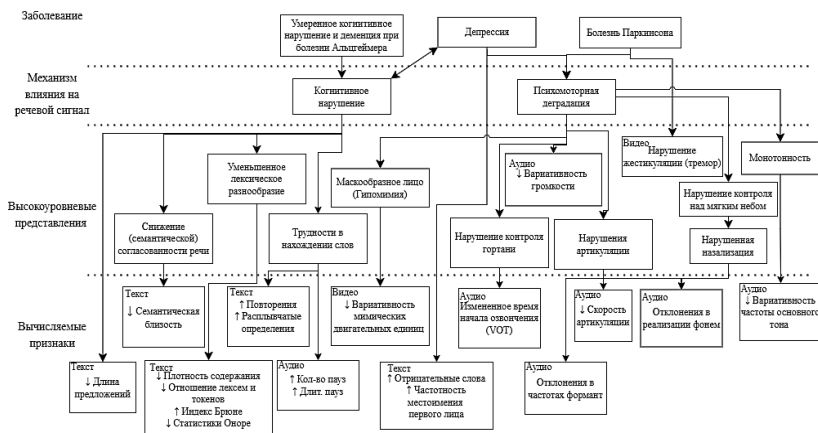 Заболевание
Умеренное когнитивное
нарушение и деменция при
болезни Альцгеймера
Депрессия
Болезнь Паркинсона
Механизм
влияния на
речевой сигнал
Когнитивное
нарушение
Психомоторная
деградация
Высокоуровневые
представления
Уменьшенное
лексическое
разнообразие
Маскообразное лицо
(Гипомимия)
Аудио
↓ Вариативность
громкости
Видео
Нарушение
жестикуляции (тремор)
Монотонность
Снижение
(семантической)
согласованности речи
Трудности в
нахождении слов
Нарушение контроля
гортани
Нарушения
артикуляции
Нарушение контроля
над мягким небом
Нарушенная
назализация
Вычисляемые
признаки
Текст
↓ Семантическая
близость
Текст
↑ Повторения
↑ Расплывчатые
определения
Видео
↓ Вариативность
мимических
двигательных единиц
Аудио
Измененное время
начала озвончения
(VOT)
Аудио
↓ Скорость
артикуляции
Аудио
Отклонения в
реализации фонем
Аудио
↓ Вариативность
частоты основного
тона
Текст
↓ Длина
предложений
Текст
↓ Плотность содержания
↓ Отношение лексем и
токенов
↑ Индекс Брюне
↓ Статистики Оноре
Аудио
↑ Кол-во пауз
↑ Длит. пауз
Текст
↑ Отрицательные слова
↑ Частотность
местоимения
первого лица
Аудио
Отклонения в
частотах формант